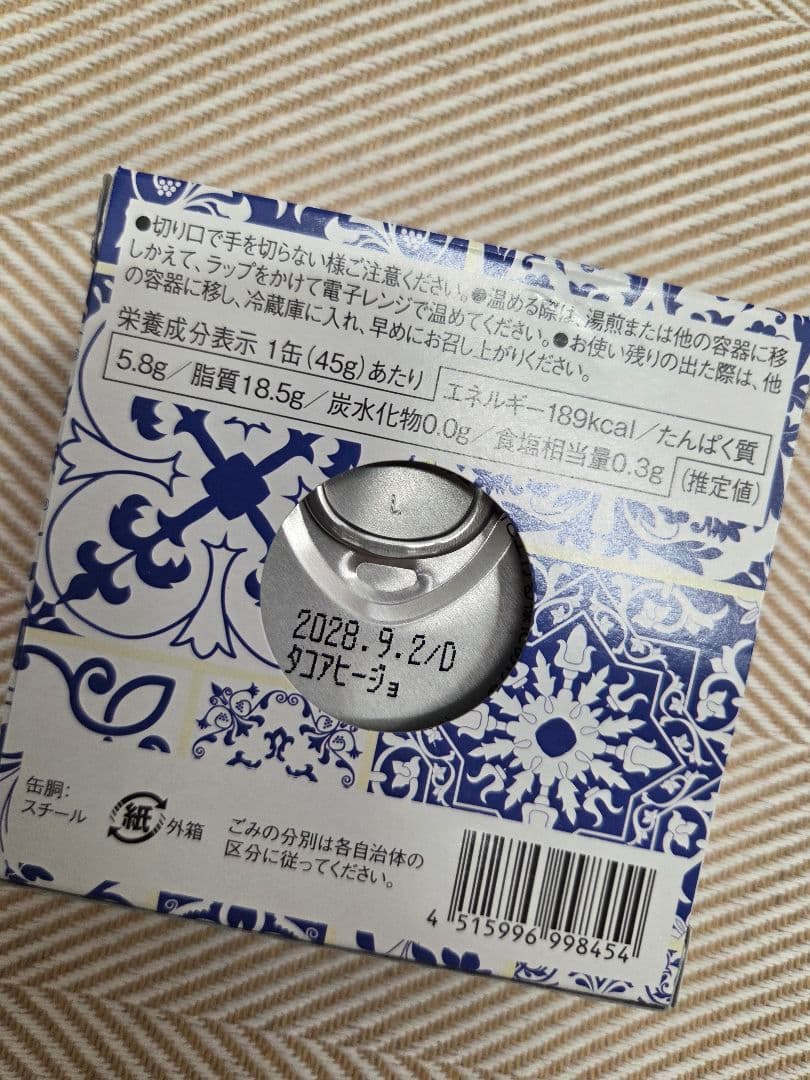 ●切り口で手を切らない様ご注意ください。●温める際は、湯煎または他の容器に移
しかえて、ラップをかけて電子レンジで温めてください。●お使い残りの出た際は、他
の容器に移し、冷蔵庫に入れ、早めにお召し上がりください。
栄養成分表示 1缶(45g)あたり エネルギー189kcal/たんぱく質
5.8g/脂質18.5g/炭水化物0.0g/食塩相当量0.3g (推定値)
L
2028.9.2/D
タコアヒージョ
缶胴:
スチール
紙
外箱
ごみの分別は各自治体の
区分に従ってください。
4 515996 998454